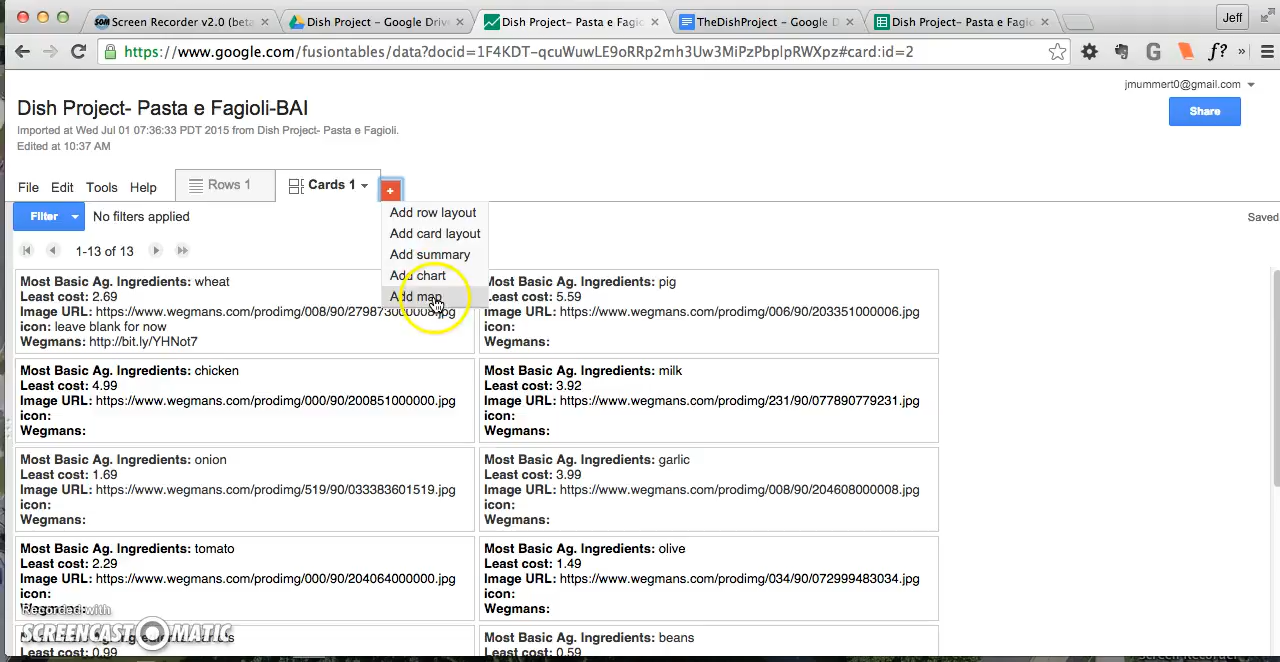 Screen Recorder v2.0 (beta
Dish Project – Google Drive
Dish Project- Pasta e Fagio
TheDishProject - Google D
Dish Project- Pasta e Fagio
Jeff
https://www.google.com/fusiontables/data?docid=1F4KDT-qcuWuwLE9oRRp2mh3Uw3MiPzPbplpRWXpz#card:id=2
G
f?
»
jmummert0@gmail.com
Dish Project- Pasta e Fagioli-BAI
Share
Imported at Wed Jul 01 07:36:33 PDT 2015 from Dish Project- Pasta e Fagioli.
Edited at 10:37 AM
File Edit Tools Help
Rows 1
Cards 1
+
Add row layout
Add card layout
Add summary
Add chart
Add map
Filter
No filters applied
Saved
1-13 of 13
Most Basic Ag. Ingredients: wheat
Least cost: 2.69
Image URL: https://www.wegmans.com/prodimg/008/90/279873000008.jpg
icon: leave blank for now
Wegmans: http://bit.ly/YHNot7
Most Basic Ag. Ingredients: pig
Least cost: 5.59
Image URL: https://www.wegmans.com/prodimg/006/90/203351000006.jpg
icon:
Wegmans:
Most Basic Ag. Ingredients: chicken
Least cost: 4.99
Image URL: https://www.wegmans.com/prodimg/000/90/200851000000.jpg
icon:
Wegmans:
Most Basic Ag. Ingredients: milk
Least cost: 3.92
Image URL: https://www.wegmans.com/prodimg/231/90/077890779231.jpg
icon:
Wegmans:
Most Basic Ag. Ingredients: onion
Least cost: 1.69
Image URL: https://www.wegmans.com/prodimg/519/90/033383601519.jpg
icon:
Wegmans:
Most Basic Ag. Ingredients: garlic
Least cost: 3.99
Image URL: https://www.wegmans.com/prodimg/008/90/204608000008.jpg
icon:
Wegmans:
Most Basic Ag. Ingredients: tomato
Least cost: 2.29
Image URL: https://www.wegmans.com/prodimg/000/90/204064000000.jpg
icon:
Wegmans:
Most Basic Ag. Ingredients: olive
Least cost: 1.49
Image URL: https://www.wegmans.com/prodimg/034/90/072999483034.jpg
icon:
Wegmans:
Least cost: 0.99
Most Basic Ag. Ingredients: beans
Least cost: 0.59
Recorded with
SCREENCAST MATIC